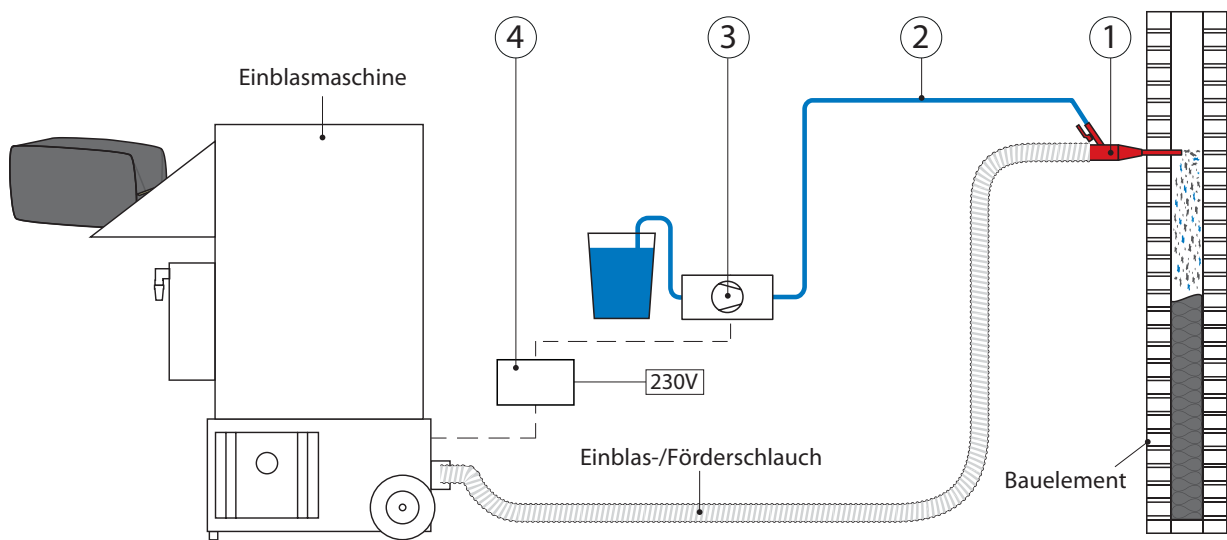 4
3
2
1
Einblasmaschine
230V
Einblas-/Förderschlauch
Bauelement